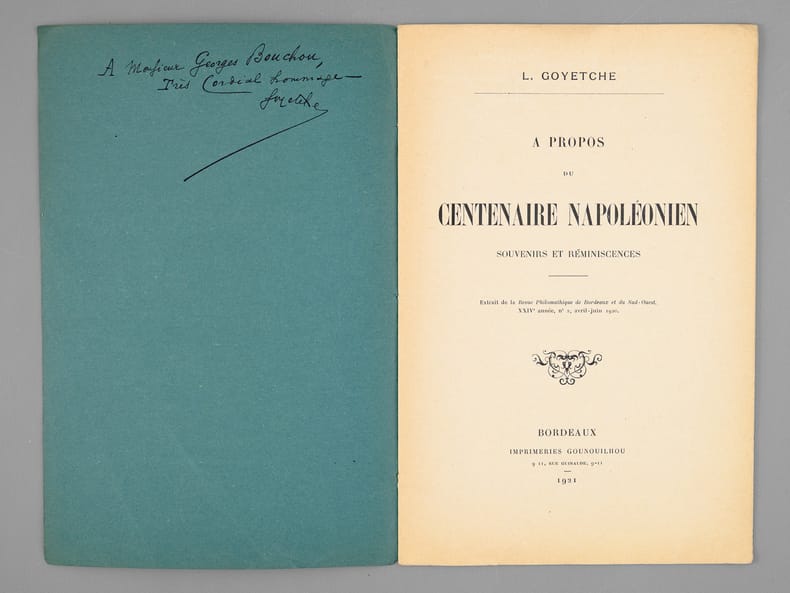 A Monsieur Georges Bouchon,
Très Cordial hommage —
Goyetche
L. GOYETCHE
A PROPOS
DU
CENTENAIRE NAPOLÉONIEN
SOUVENIRS ET RÉMINISCENCES
Extrait de la Revue Philomathique de Bordeaux et du Sud-Ouest,
XXIVe année, n° 2, avril-juin 1921.
BORDEAUX
IMPRIMERIES GOUNOUILHOU
9-11, RUE GUIRAUDE, 9-11
1921